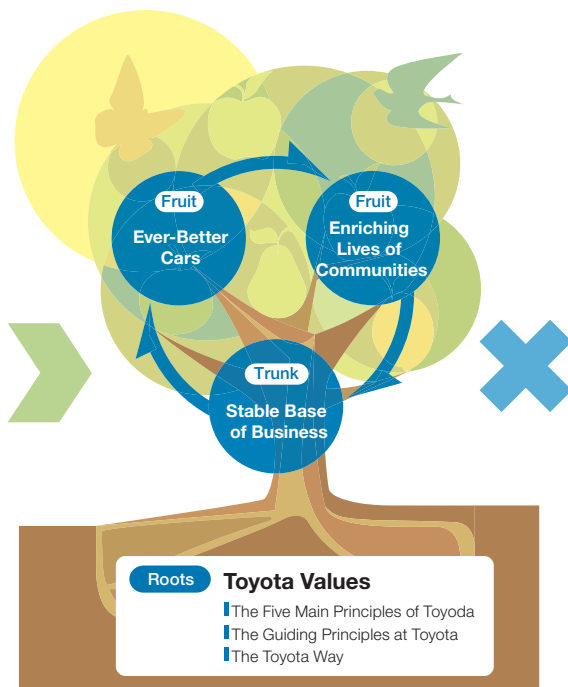 Fruit
Ever-Better
Cars
Fruit
Enriching
Lives of
Communities
Trunk
Stable Base
of Business
Roots Toyota Values
The Five Main Principles of Toyoda
The Guiding Principles at Toyota
The Toyota Way